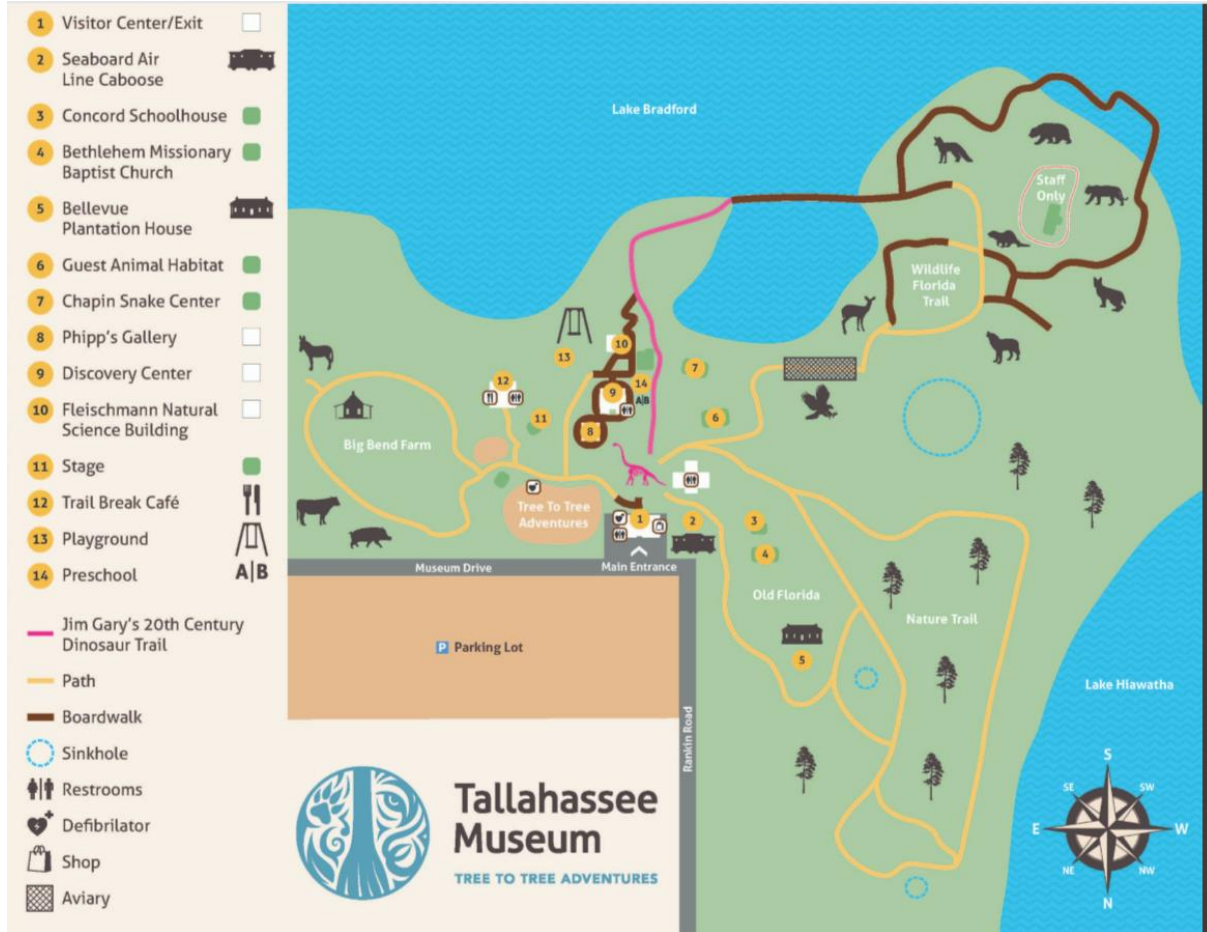 1 Visitor Center/Exit
2 Seaboard Air
Line Caboose
3 Concord Schoolhouse
4 Bethlehem Missionary
Baptist Church
5 Bellevue
Plantation House
6 Guest Animal Habitat
7 Chapin Snake Center
8 Phipp's Gallery
9 Discovery Center
10 Fleischmann Natural
Science Building
11 Stage
12 Trail Break Café
13 Playground
14 Preschool A|B
Jim Gary's 20th Century
Dinosaur Trail
Path
Boardwalk
Sinkhole
Restrooms
Defibrilator
Shop
Aviary
Lake Bradford
Staff
Only
Wildlife
Florida
Trail
10
13
7
12
14
9
A|B
11
6
8
Big Bend Farm
Tree To Tree
Adventures
1
2
3
4
Museum Drive
Main Entrance
Old Florida
Nature Trail
5
P Parking Lot
Rankin Road
Lake Hiawatha
Tallahassee
Museum
TREE TO TREE ADVENTURES
S
SE
SW
E
W
NE
NW
N